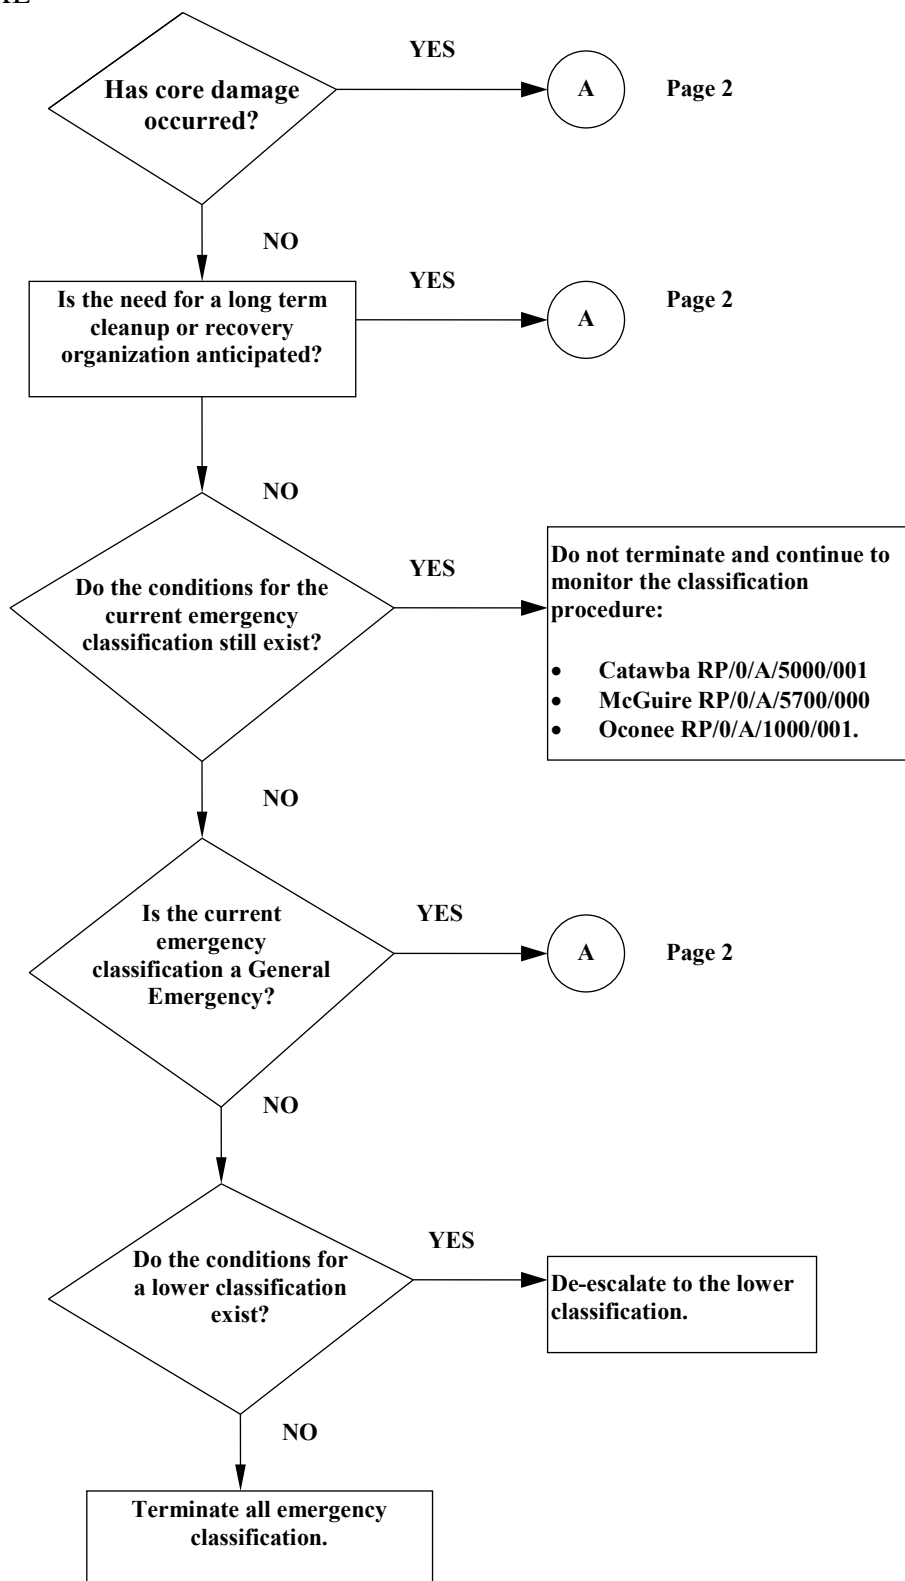 YES
Has core damage
occurred?
A
Page 2
NO
YES
Is the need for a long term
cleanup or recovery
organization anticipated?
A
Page 2
NO
YES
Do the conditions for the
current emergency
classification still exist?
Do not terminate and continue to
monitor the classification
procedure:
• Catawba RP/0/A/5000/001
• McGuire RP/0/A/5700/000
• Oconee RP/0/A/1000/001.
NO
YES
Is the current
emergency
classification a General
Emergency?
A
Page 2
NO
YES
Do the conditions for
a lower classification
exist?
De-escalate to the lower
classification.
NO
Terminate all emergency
classification.